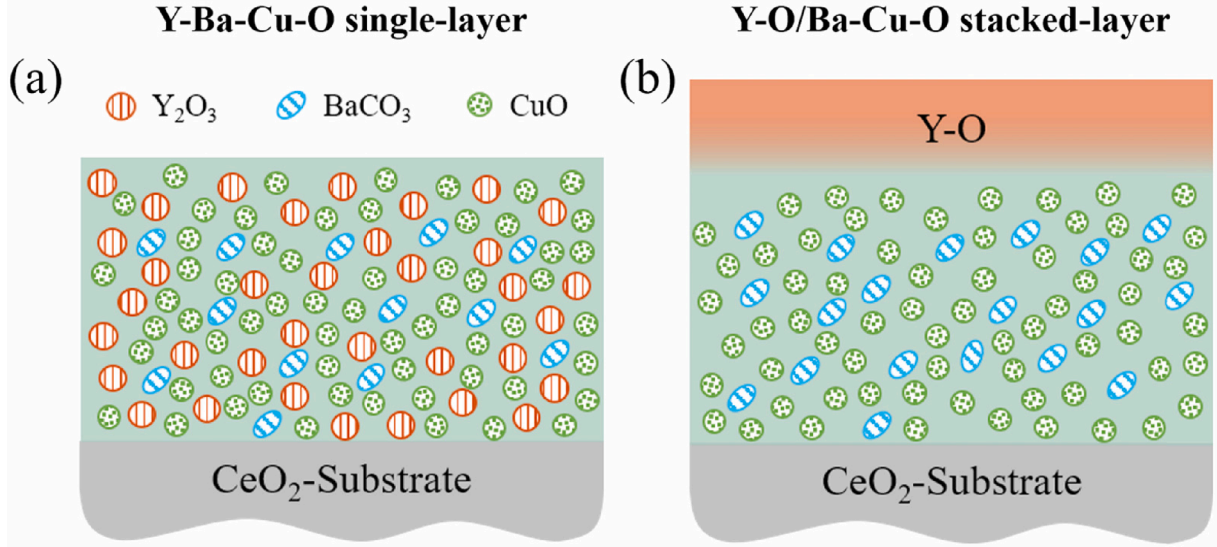 Y-Ba-Cu-O single-layer
Y-O/Ba-Cu-O stacked-layer
(a)
(b)
Y₂O₃
BaCO₃
CuO
Y-O
CeO₂-Substrate
CeO₂-Substrate